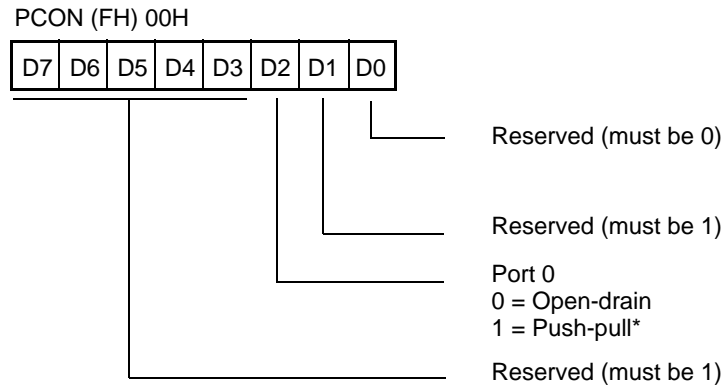 PCON (FH) 00H
D7 D6 D5 D4 D3 D2 D1 D0
Reserved (must be 0)
Reserved (must be 1)
Port 0
0 = Open-drain
1 = Push-pull*
Reserved (must be 1)